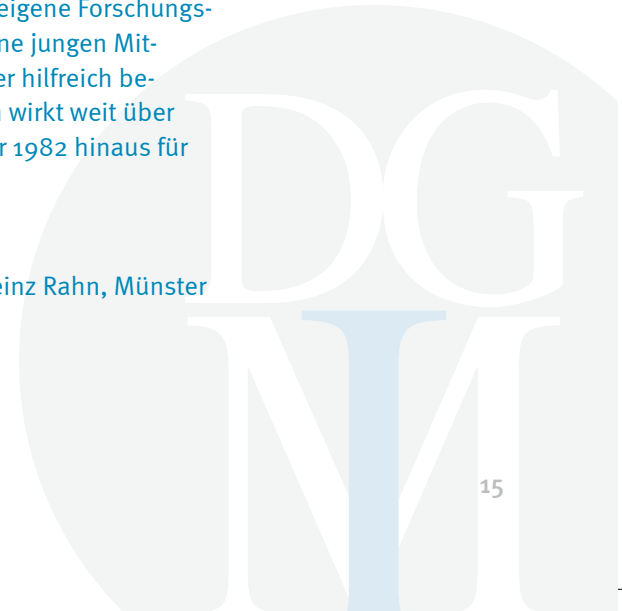 eigene Forschungs-
ne jungen Mit-
er hilfreich be-
wirkt weit über
r 1982 hinaus für
einz Rahn, Münster
DG
IM
15